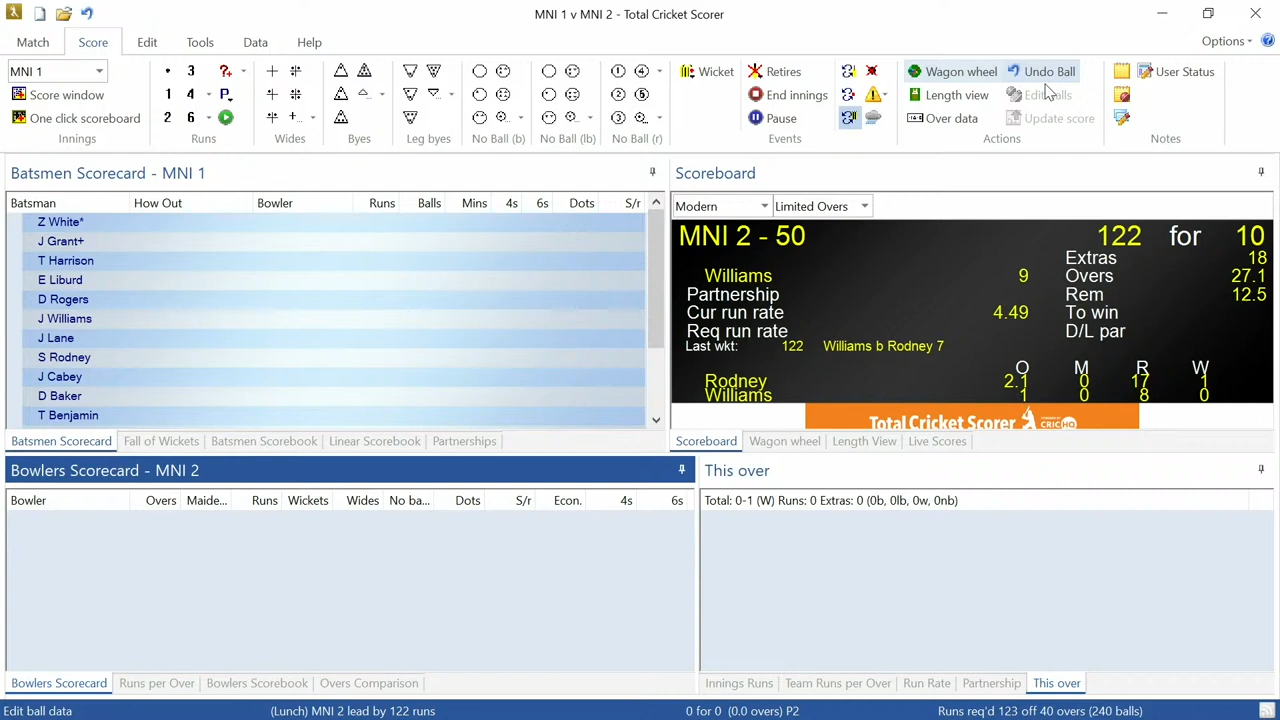 MNI 1 v MNI 2 - Total Cricket Scorer
Match Score Edit Tools Data Help Options
MNI 1 • 3 ?+ Wicket Retires Wagon wheel Undo Ball User Status
Score window 1 4 P. End innings Length view Edit balls
One click scoreboard 2 6 Pause Over data Update score
Innings Runs Wides Byes Leg byes No Ball (b) No Ball (lb) No Ball (r) Events Actions Notes
Batsmen Scorecard - MNI 1
Batsman How Out Bowler Runs Balls Mins 4s 6s Dots S/r
Z White*
J Grant+
T Harrison
E Liburd
D Rogers
J Williams
J Lane
S Rodney
J Cabey
D Baker
T Benjamin
Batsmen Scorecard Fall of Wickets Batsmen Scorebook Linear Scorebook Partnerships
Scoreboard
Modern Limited Overs
MNI 2 - 50 122 for 10
Extras 18
Williams 9 Overs 27.1
Partnership Rem 12.5
Cur run rate 4.49 To win
Req run rate D/L par
Last wkt: 122 Williams b Rodney 7
O M R W
Rodney 2.1 0 17 1
Williams 1 0 8 0
Total Cricket Scorer POWERED BY CRICHQ
Scoreboard Wagon wheel Length View Live Scores
Bowlers Scorecard - MNI 2
Bowler Overs Maide... Runs Wickets Wides No ba... Dots S/r Econ. 4s 6s
Bowlers Scorecard Runs per Over Bowlers Scorebook Overs Comparison
This over
Total: 0-1 (W) Runs: 0 Extras: 0 (0b, 0lb, 0w, 0nb)
Innings Runs Team Runs per Over Run Rate Partnership This over
Edit ball data (Lunch) MNI 2 lead by 122 runs 0 for 0 (0.0 overs) P2 Runs req'd 123 off 40 overs (240 balls)